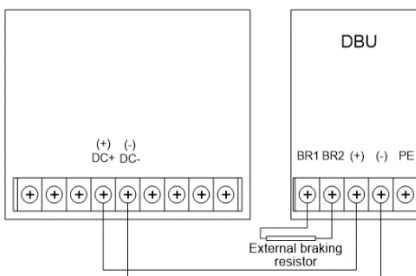 DBU
(+) (-)
DC+ DC-
BR1 BR2 (+) (-) PE
External braking
resistor